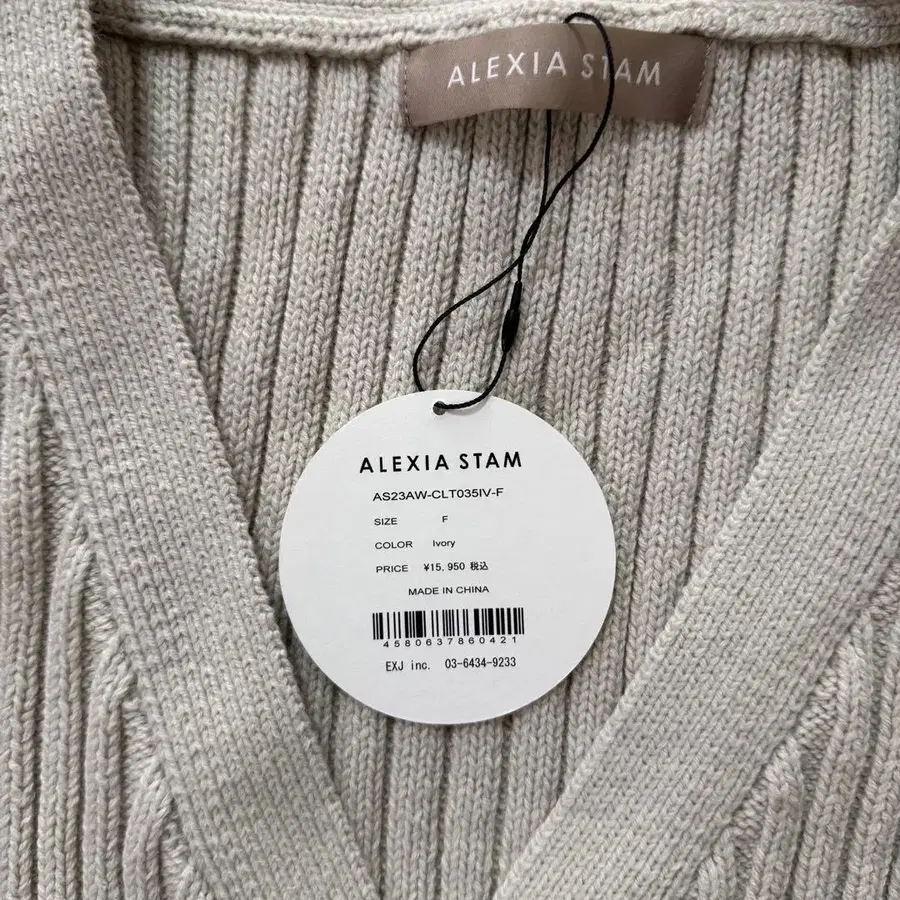 ALEXIA STAM
ALEXIA STAM
AS23AW-CLT035IV-F
SIZE F
COLOR Ivory
PRICE ¥15,950 税込
MADE IN CHINA
4580637860421
EXJ inc. 03-6434-9233